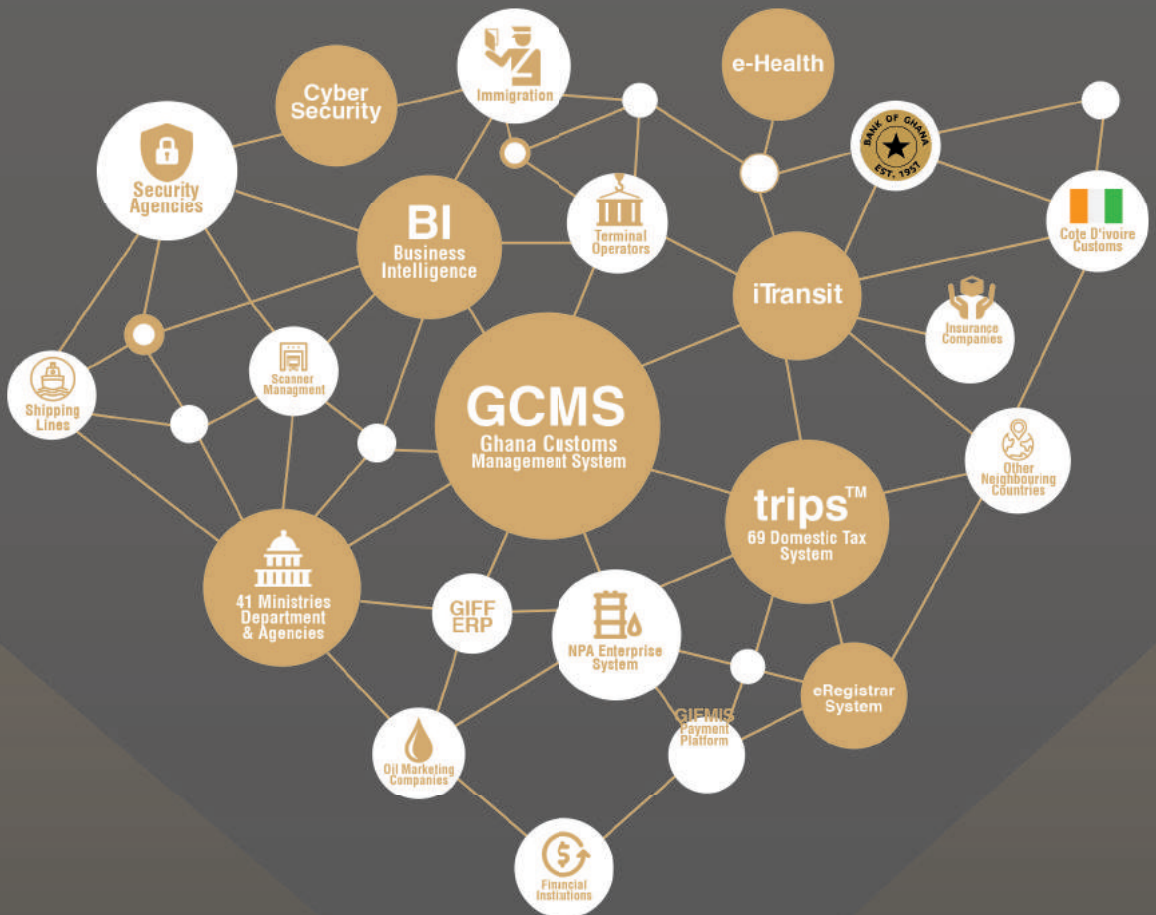 Cyber
Security
Immigration
e-Health
BANK OF GHANA
EST. 1957
Security
Agencies
BI
Business
Intelligence
Terminal
Operators
Cote D'ivoire
Customs
iTransit
Insurance
Companies
Scanner
Managment
Shipping
Lines
GCMS
Ghana Customs
Management System
Other
Neighbouring
Countries
trips™
69 Domestic Tax
System
41 Ministries
Department
& Agencies
GIFF
ERP
NPA Enterprise
System
eRegistrar
System
GIFMIS
Payment
Platform
Oil Marketing
Companies
Financial
Instiutions